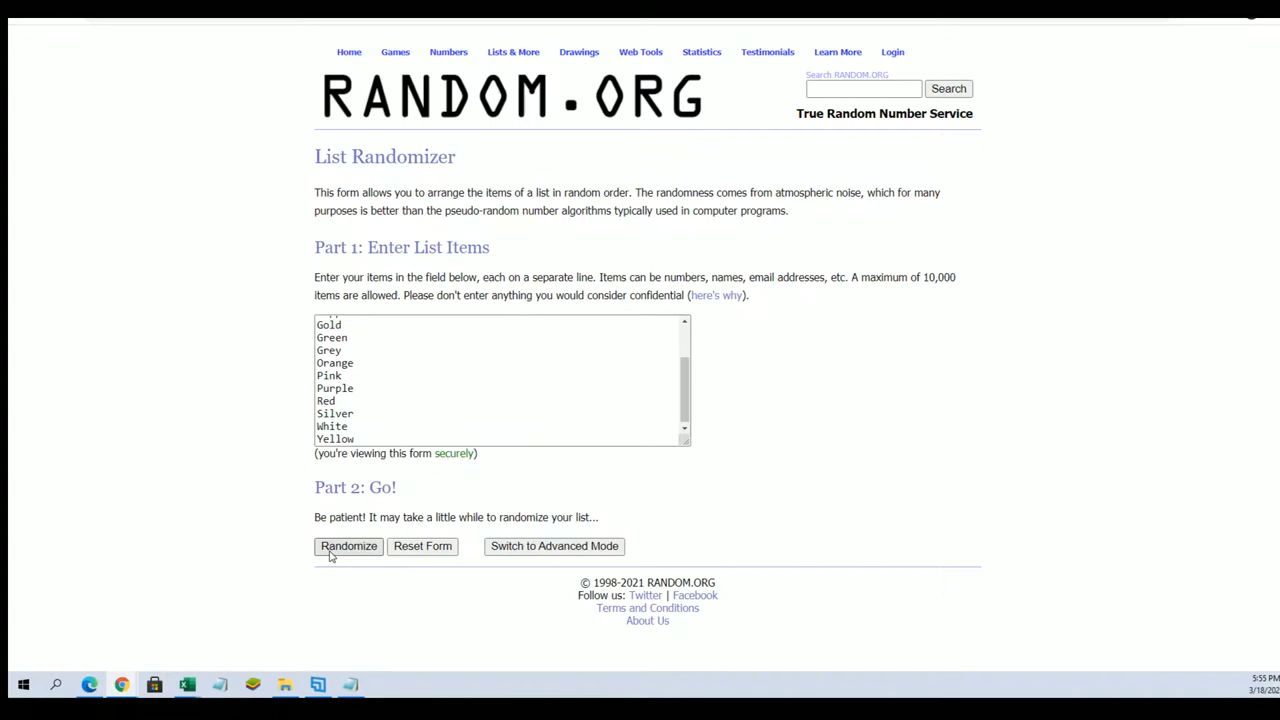 Home Games Numbers Lists & More Drawings Web Tools Statistics Testimonials Learn More Login
RANDOM.ORG
Search RANDOM.ORG
Search
True Random Number Service
List Randomizer
This form allows you to arrange the items of a list in random order. The randomness comes from atmospheric noise, which for many
purposes is better than the pseudo-random number algorithms typically used in computer programs.
Part 1: Enter List Items
Enter your items in the field below, each on a separate line. Items can be numbers, names, email addresses, etc. A maximum of 10,000
items are allowed. Please don't enter anything you would consider confidential (here's why).
Gold
Green
Grey
Orange
Pink
Purple
Red
Silver
White
Yellow
(you're viewing this form securely)
Part 2: Go!
Be patient! It may take a little while to randomize your list...
Randomize Reset Form Switch to Advanced Mode
© 1998-2021 RANDOM.ORG
Follow us: Twitter | Facebook
Terms and Conditions
About Us
5:55 PM